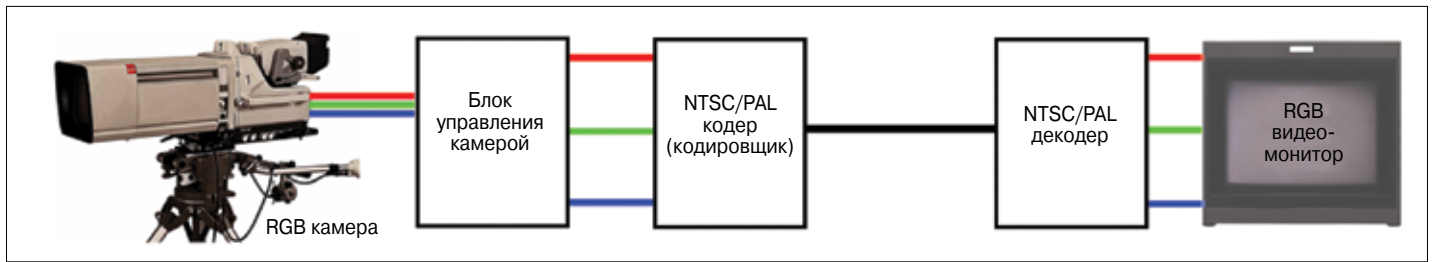 RGB камера
Блок
управления
камерой
NTSC/PAL
кодер
(кодировщик)
NTSC/PAL
декодер
RGB
видео-
монитор